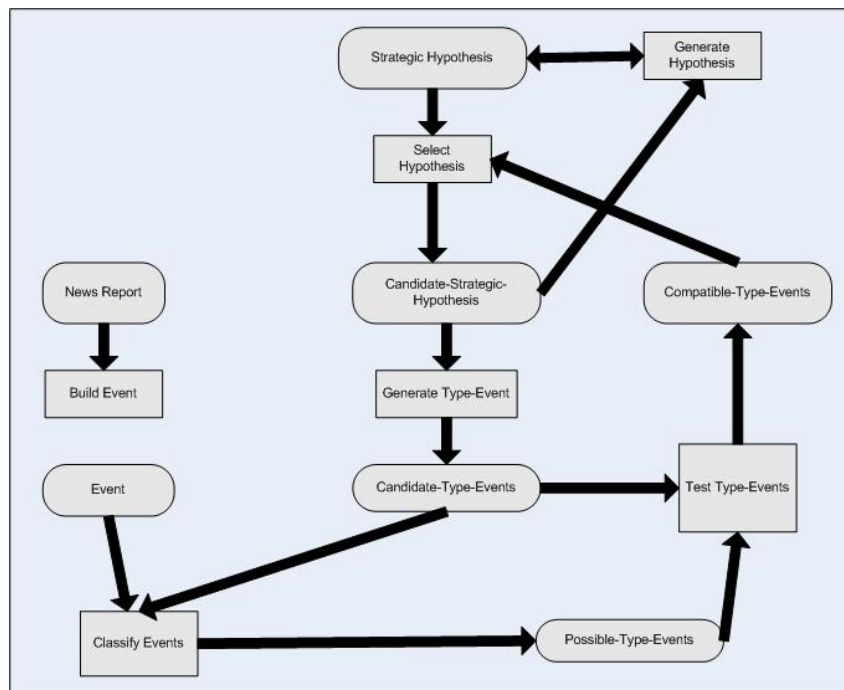 Strategic Hypothesis
Generate
Hypothesis
Select
Hypothesis
News Report
Candidate-Strategic-
Hypothesis
Compatible-Type-Events
Build Event
Generate Type-Event
Event
Candidate-Type-Events
Test Type-Events
Classify Events
Possible-Type-Events